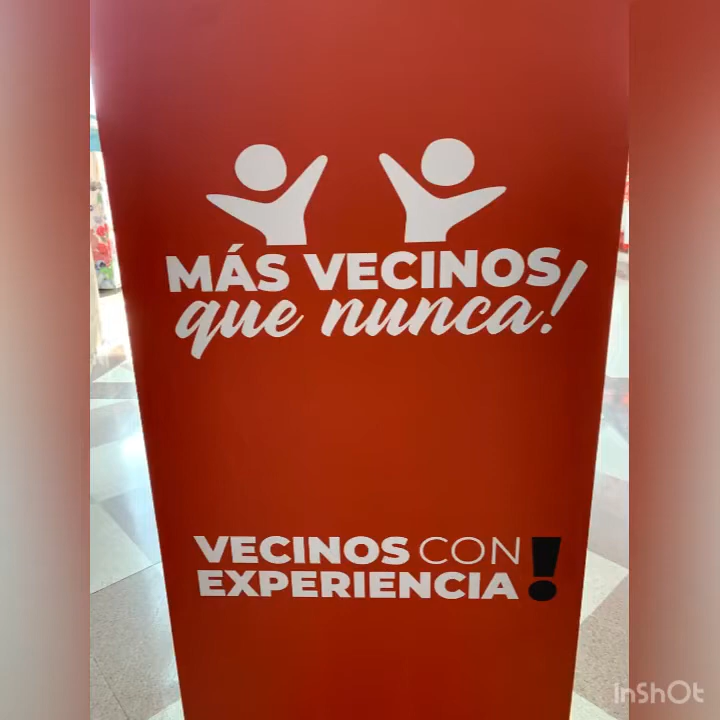 MÁS VECINOS
que nunca!
VECINOS CON
EXPERIENCIA!
InShOt